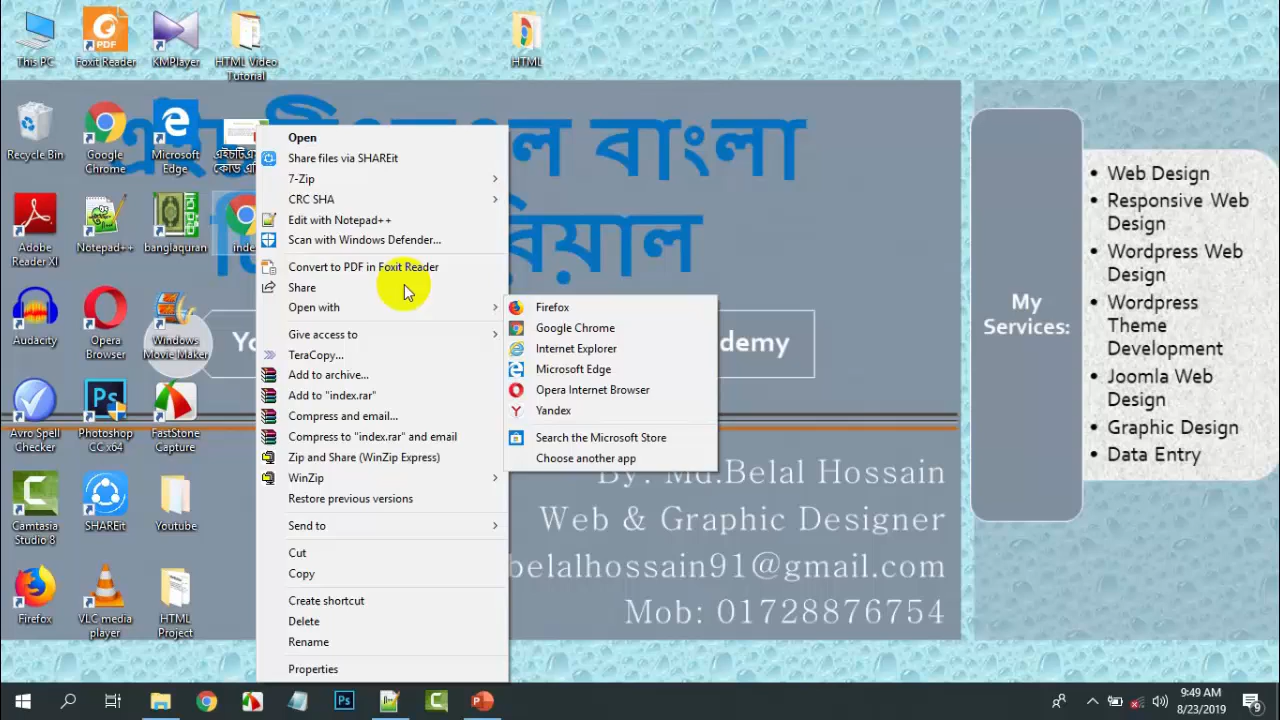 This PC
Foxit Reader
KMPlayer
HTML Video
Tutorial
HTML
Recycle Bin
Google
Chrome
Microsoft
Edge
Adobe
Reader XI
Notepad++
banglaquran
inde
Audacity
Opera
Browser
Windows
Movie Maker
Avro Spell
Checker
Photoshop
CC x64
FastStone
Capture
Camtasia
Studio 8
SHAREit
Youtube
Firefox
VLC media
player
HTML
Project
বাংলা
Open
Share files via SHAREit
7-Zip
CRC SHA
Edit with Notepad++
Scan with Windows Defender...
Convert to PDF in Foxit Reader
Share
Open with
Give access to
TeraCopy...
Add to archive...
Add to "index.rar"
Compress and email...
Compress to "index.rar" and email
Zip and Share (WinZip Express)
WinZip
Restore previous versions
Send to
Cut
Copy
Create shortcut
Delete
Rename
Properties
Firefox
Google Chrome
Internet Explorer
Microsoft Edge
Opera Internet Browser
Yandex
Search the Microsoft Store
Choose another app
By: Md.Belal Hossain
Web & Graphic Designer
belalhossain91@gmail.com
Mob: 01728876754
My
Services:
• Web Design
• Responsive Web
Design
• Wordpress Web
Design
• Wordpress
Theme
Development
• Joomla Web
Design
• Graphic Design
• Data Entry
9:49 AM
8/23/2019
9